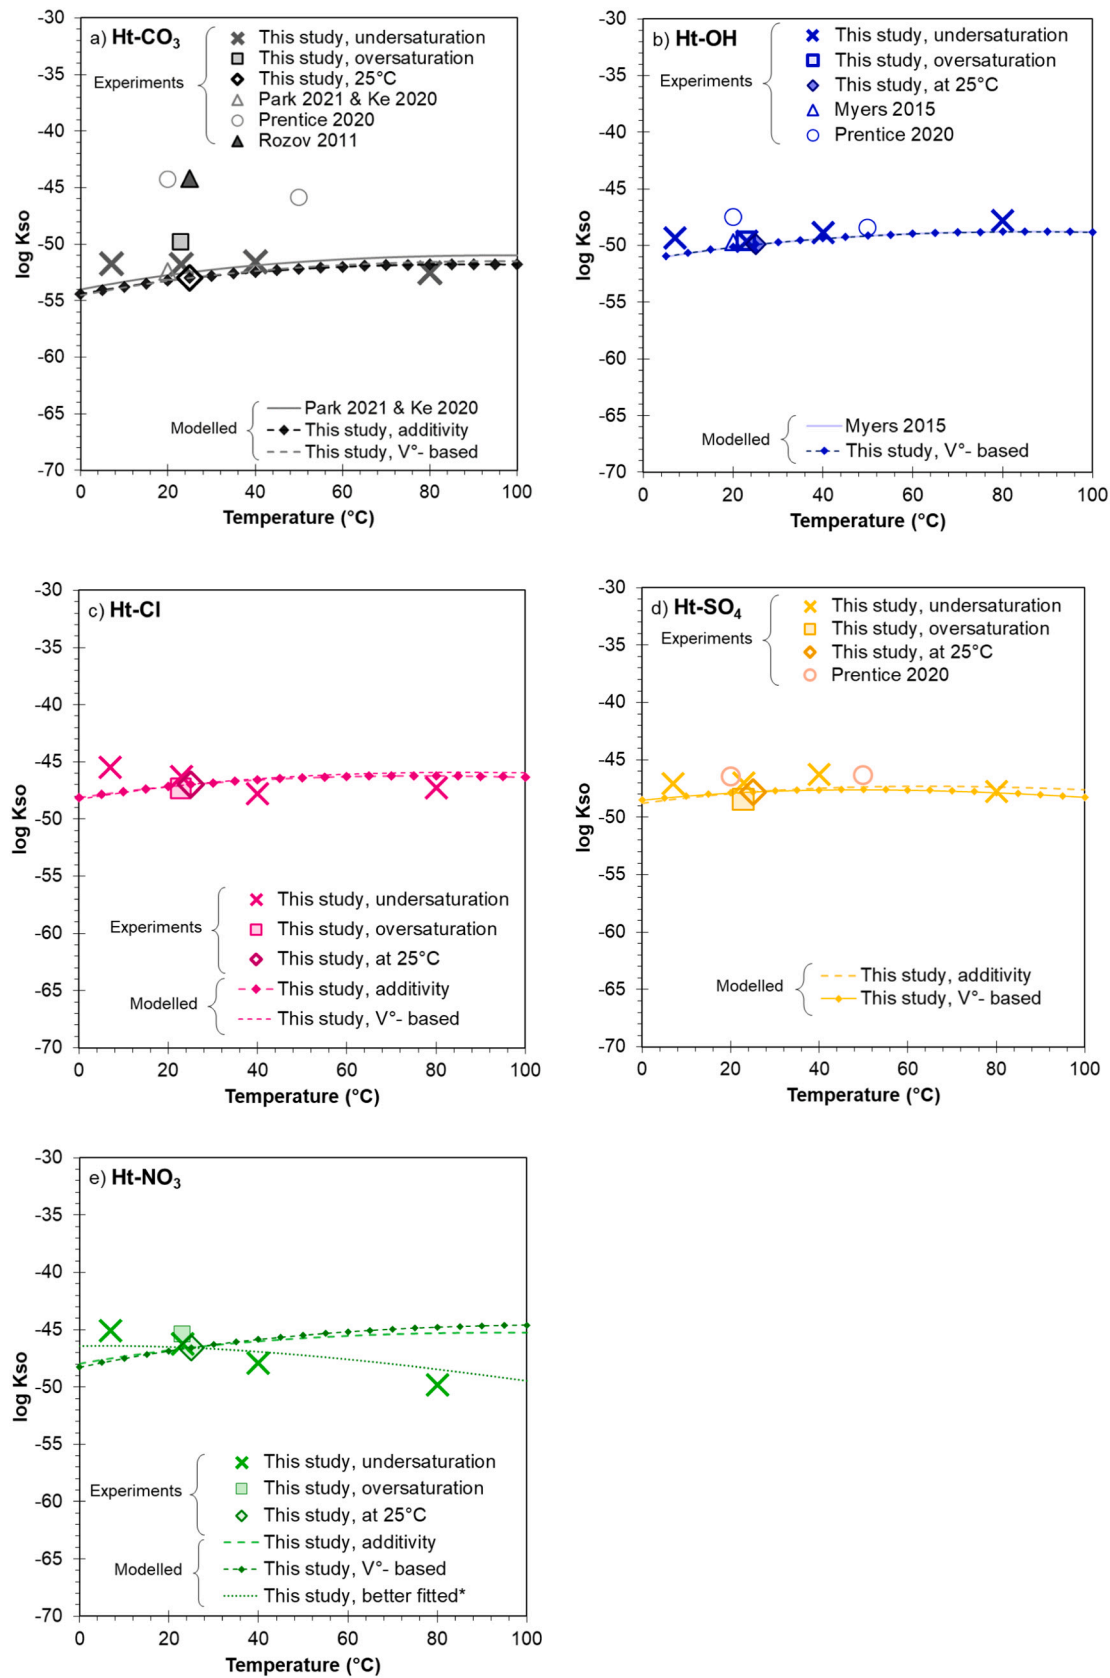 a) Ht-CO₃
Experiments
This study, undersaturation
This study, oversaturation
This study, 25°C
Park 2021 & Ke 2020
Prentice 2020
Rozov 2011
Modelled
Park 2021 & Ke 2020
This study, additivity
This study, V°- based
log Kso
-30
-35
-40
-45
-50
-55
-60
-65
-70
0 20 40 60 80 100
Temperature (°C)
b) Ht-OH
Experiments
This study, undersaturation
This study, oversaturation
This study, at 25°C
Myers 2015
Prentice 2020
Modelled
Myers 2015
This study, V°- based
log Kso
-30
-35
-40
-45
-50
-55
-60
-65
-70
0 20 40 60 80 100
Temperature (°C)
c) Ht-Cl
Experiments
This study, undersaturation
This study, oversaturation
This study, at 25°C
Modelled
This study, additivity
This study, V°- based
log Kso
-30
-35
-40
-45
-50
-55
-60
-65
-70
0 20 40 60 80 100
Temperature (°C)
d) Ht-SO₄
Experiments
This study, undersaturation
This study, oversaturation
This study, at 25°C
Prentice 2020
Modelled
This study, additivity
This study, V°- based
log Kso
-30
-35
-40
-45
-50
-55
-60
-65
-70
0 20 40 60 80 100
Temperature (°C)
e) Ht-NO₃
Experiments
This study, undersaturation
This study, oversaturation
This study, at 25°C
Modelled
This study, additivity
This study, V°- based
This study, better fitted*
log Kso
-30
-35
-40
-45
-50
-55
-60
-65
-70
0 20 40 60 80 100
Temperature (°C)